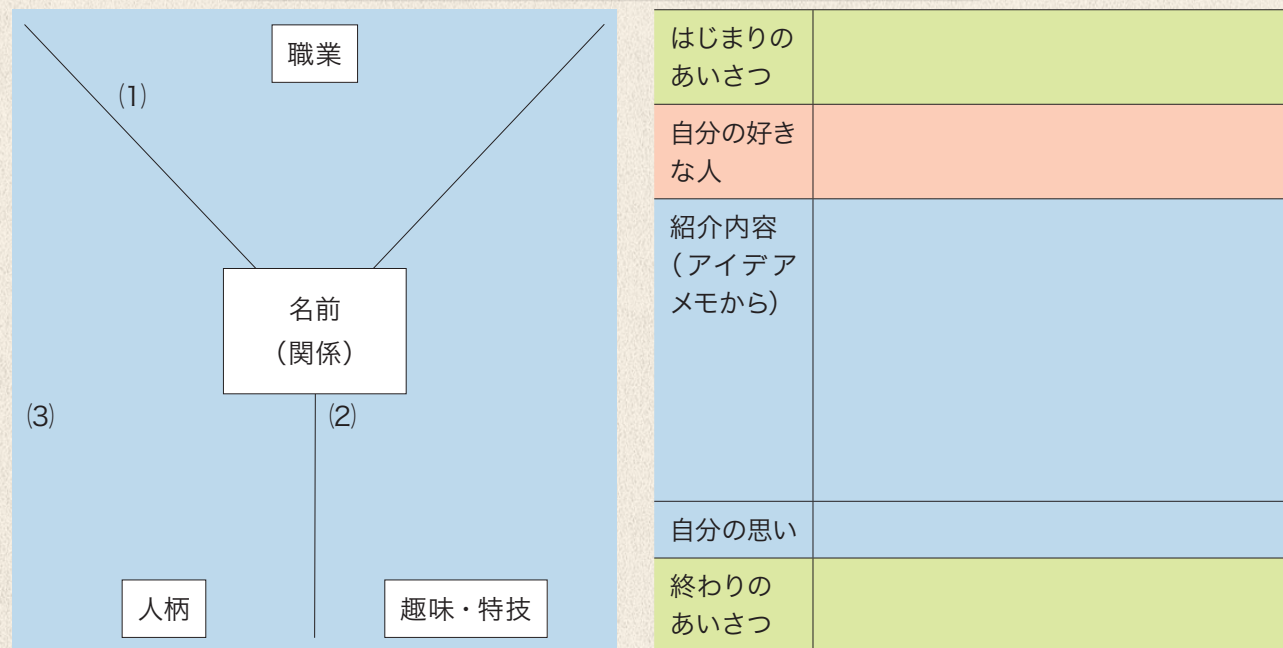 職業
(1)
名前
(関係)
(3)
(2)
人柄
趣味・特技
はじまりの
あいさつ
自分の好き
な人
紹介内容
(アイデア
メモから)
自分の思い
終わりの
あいさつ